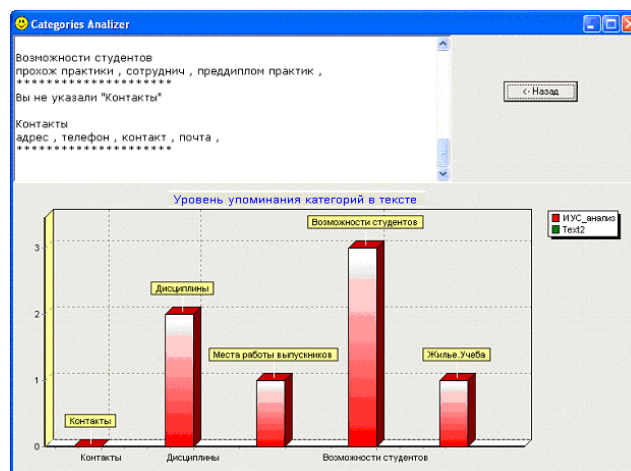 Categories Analizer
Возможности студентов
прохож практики , сотруднич , преддиплом практик ,
**********************
Вы не указали "Контакты"
Контакты
адрес , телефон , контакт , почта ,
**********************
<- Назад
Уровень упоминания категорий в тексте
Возможности студентов
ИУС_анализ
Text2
3
Дисциплины
2
Места работы выпускников
Жилье.Учеба
1
Контакты
0
Контакты
Дисциплины
Возможности студентов